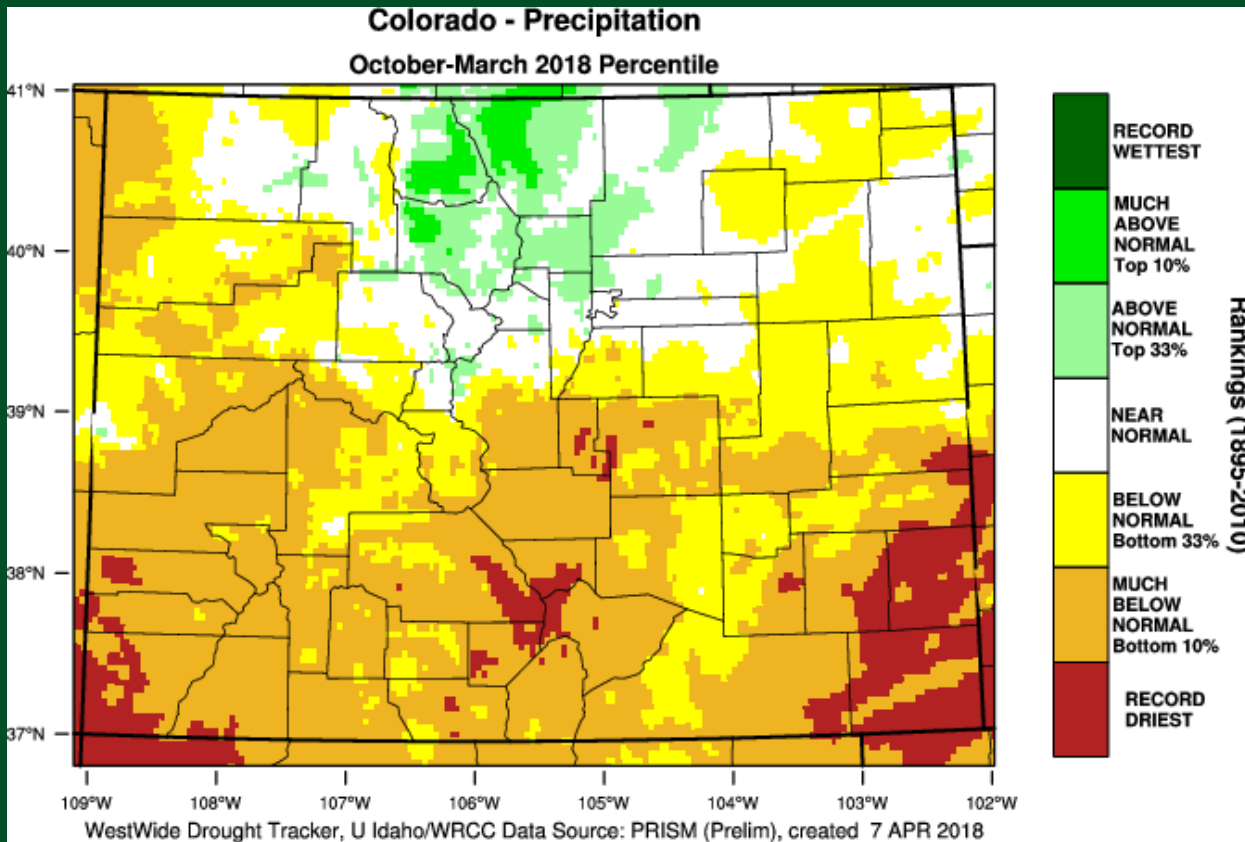 Colorado - Precipitation
October-March 2018 Percentile
41°N
40°N
39°N
38°N
37°N
109°W 108°W 107°W 106°W 105°W 104°W 103°W 102°W
WestWide Drought Tracker, U Idaho/WRCC Data Source: PRISM (Prelim), created 7 APR 2018
RECORD
WETTEST
MUCH
ABOVE
NORMAL
Top 10%
ABOVE
NORMAL
Top 33%
NEAR
NORMAL
BELOW
NORMAL
Bottom 33%
MUCH
BELOW
NORMAL
Bottom 10%
RECORD
DRIEST
Rankings (1895-2010)